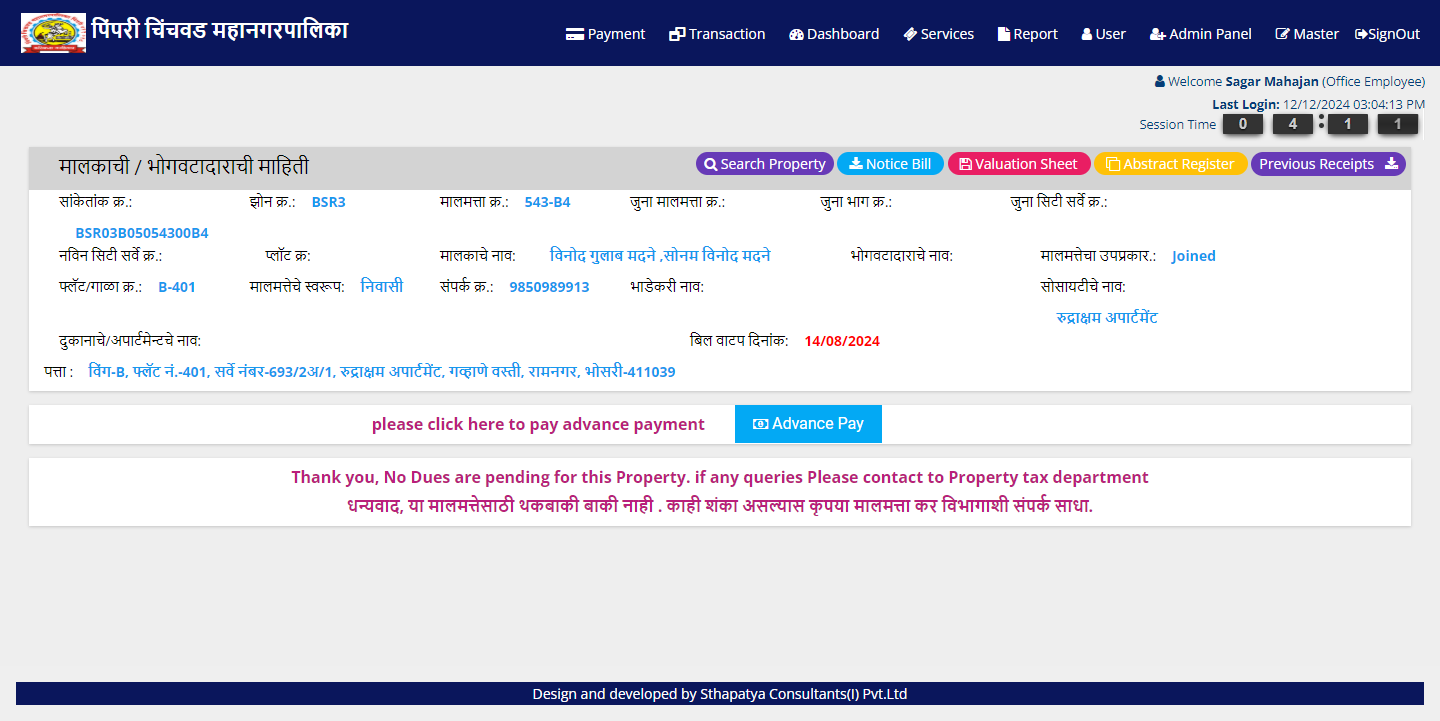 पिंपरी चिंचवड महानगरपालिका
Payment Transaction Dashboard Services Report User Admin Panel Master SignOut
Welcome Sagar Mahajan (Office Employee)
Last Login: 12/12/2024 03:04:13 PM
Session Time 0 4 : 1 1
मालकाची / भोगवटादाराची माहिती Search Property Notice Bill Valuation Sheet Abstract Register Previous Receipts
सांकेतांक क्र.: झोन क्र.: BSR3 मालमत्ता क्र.: 543-B4 जुना मालमत्ता क्र.: जुना भाग क्र.: जुना सिटी सर्वे क्र.:
BSR03B05054300B4
नविन सिटी सर्वे क्र.: प्लॉट क्र: मालकाचे नाव: विनोद गुलाब मदने ,सोनम विनोद मदने भोगवटादाराचे नाव: मालमत्तेचा उपप्रकार.: Joined
फ्लॅट/गाळा क्र.: B-401 मालमत्तेचे स्वरूप: निवासी संपर्क क्र.: 9850989913 भाडेकरी नाव: सोसायटीचे नाव:
रुद्राक्षम अपार्टमेंट
दुकानाचे/अपार्टमेन्टचे नाव: बिल वाटप दिनांक: 14/08/2024
पत्ता : विंग-B, फ्लॅट नं.-401, सर्वे नंबर-693/2अ/1, रुद्राक्षम अपार्टमेंट, गव्हाणे वस्ती, रामनगर, भोसरी-411039
please click here to pay advance payment Advance Pay
Thank you, No Dues are pending for this Property. if any queries Please contact to Property tax department
धन्यवाद, या मालमत्तेसाठी थकबाकी बाकी नाही . काही शंका असल्यास कृपया मालमत्ता कर विभागाशी संपर्क साधा.
Design and developed by Sthapatya Consultants(I) Pvt.Ltd